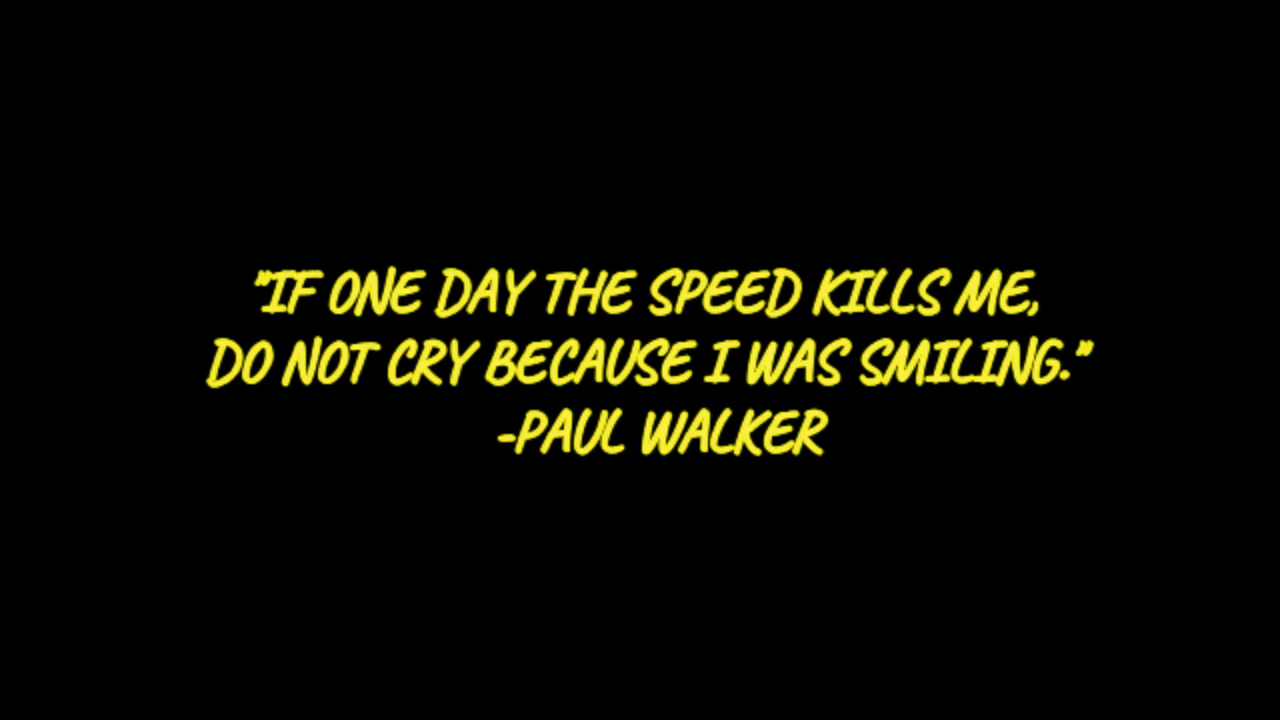 "IF ONE DAY THE SPEED KILLS ME,
DO NOT CRY BECAUSE I WAS SMILING."
-PAUL WALKER